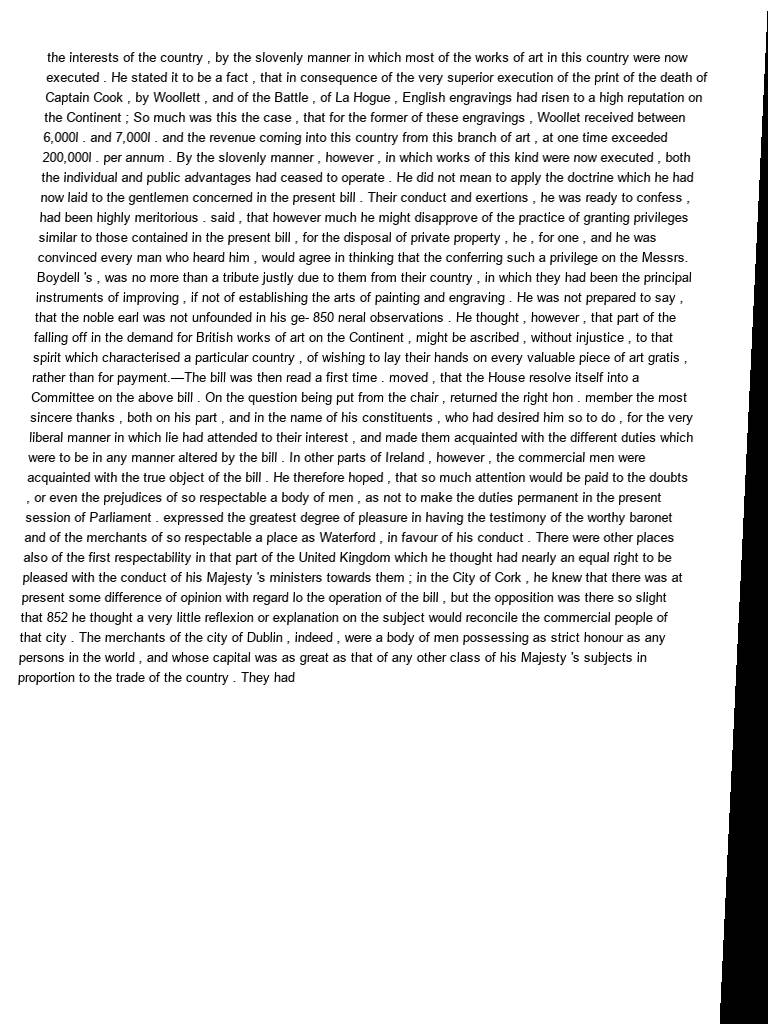 the interests of the country , by the slovenly manner in which most of the works of art in this country were now
executed . He stated it to be a fact , that in consequence of the very superior execution of the print of the death of
Captain Cook , by Woollett , and of the Battle , of La Hogue , English engravings had risen to a high reputation on
the Continent ; So much was this the case , that for the former of these engravings , Woollet received between
6,000l . and 7,000l . and the revenue coming into this country from this branch of art , at one time exceeded
200,000l . per annum . By the slovenly manner , however , in which works of this kind were now executed , both
the individual and public advantages had ceased to operate . He did not mean to apply the doctrine which he had
now laid to the gentlemen concerned in the present bill . Their conduct and exertions , he was ready to confess ,
had been highly meritorious . said , that however much he might disapprove of the practice of granting privileges
similar to those contained in the present bill , for the disposal of private property , he , for one , and he was
convinced every man who heard him , would agree in thinking that the conferring such a privilege on the Messrs.
Boydell 's , was no more than a tribute justly due to them from their country , in which they had been the principal
instruments of improving , if not of establishing the arts of painting and engraving . He was not prepared to say ,
that the noble earl was not unfounded in his ge- 850 neral observations . He thought , however , that part of the
falling off in the demand for British works of art on the Continent , might be ascribed , without injustice , to that
spirit which characterised a particular country , of wishing to lay their hands on every valuable piece of art gratis ,
rather than for payment.—The bill was then read a first time . moved , that the House resolve itself into a
Committee on the above bill . On the question being put from the chair , returned the right hon . member the most
sincere thanks , both on his part , and in the name of his constituents , who had desired him so to do , for the very
liberal manner in which lie had attended to their interest , and made them acquainted with the different duties which
were to be in any manner altered by the bill . In other parts of Ireland , however , the commercial men were
acquainted with the true object of the bill . He therefore hoped , that so much attention would be paid to the doubts
, or even the prejudices of so respectable a body of men , as not to make the duties permanent in the present
session of Parliament . expressed the greatest degree of pleasure in having the testimony of the worthy baronet
and of the merchants of so respectable a place as Waterford , in favour of his conduct . There were other places
also of the first respectability in that part of the United Kingdom which he thought had nearly an equal right to be
pleased with the conduct of his Majesty 's ministers towards them ; in the City of Cork , he knew that there was at
present some difference of opinion with regard lo the operation of the bill , but the opposition was there so slight
that 852 he thought a very little reflexion or explanation on the subject would reconcile the commercial people of
that city . The merchants of the city of Dublin , indeed , were a body of men possessing as strict honour as any
persons in the world , and whose capital was as great as that of any other class of his Majesty 's subjects in
proportion to the trade of the country . They had